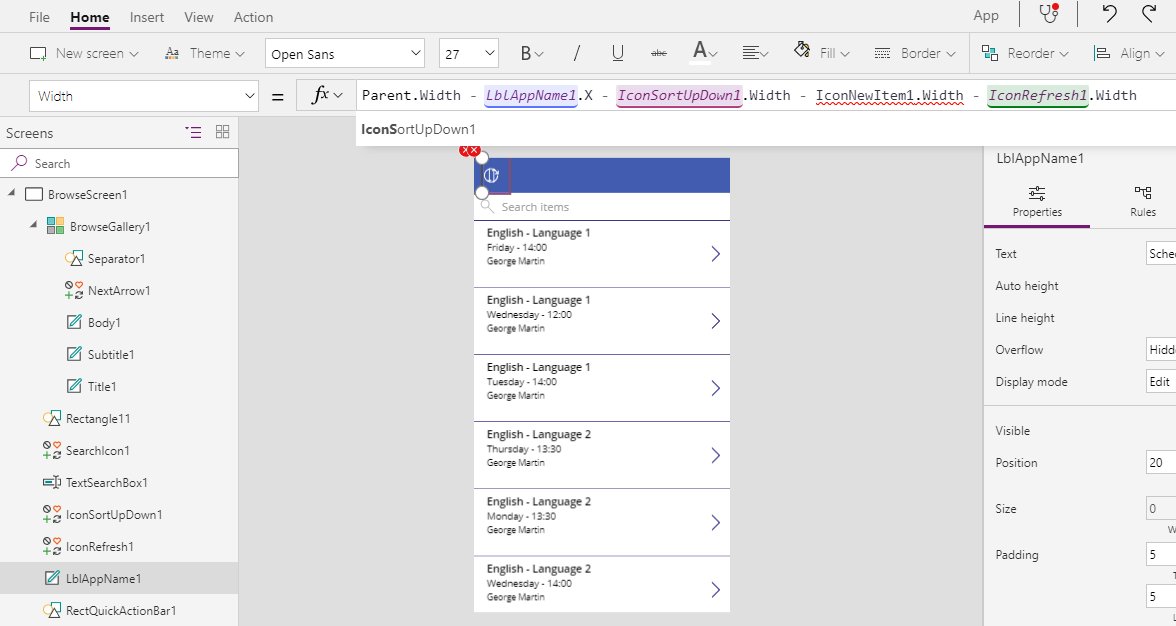 File Home Insert View Action App
New screen Theme Open Sans 27 B / U abc A Fill Border Reorder Align
Width = fx Parent.Width - LblAppName1.X - IconSortUpDown1.Width - IconNewItem1.Width - IconRefresh1.Width
IconSortUpDown1
Screens
Search
BrowseScreen1
BrowseGallery1
Separator1
NextArrow1
Body1
Subtitle1
Title1
Rectangle11
SearchIcon1
TextSearchBox1
IconSortUpDown1
IconRefresh1
LblAppName1
RectQuickActionBar1
Search items
English - Language 1
Friday - 14:00
George Martin
English - Language 1
Wednesday - 12:00
George Martin
English - Language 1
Tuesday - 14:00
George Martin
English - Language 2
Thursday - 13:30
George Martin
English - Language 2
Monday - 13:30
George Martin
English - Language 2
Wednesday - 14:00
George Martin
LblAppName1
Properties Rules
Text Sche
Auto height
Line height
Overflow Hidd
Display mode Edit
Visible
Position 20
Size 0
W
Padding 5
T
5